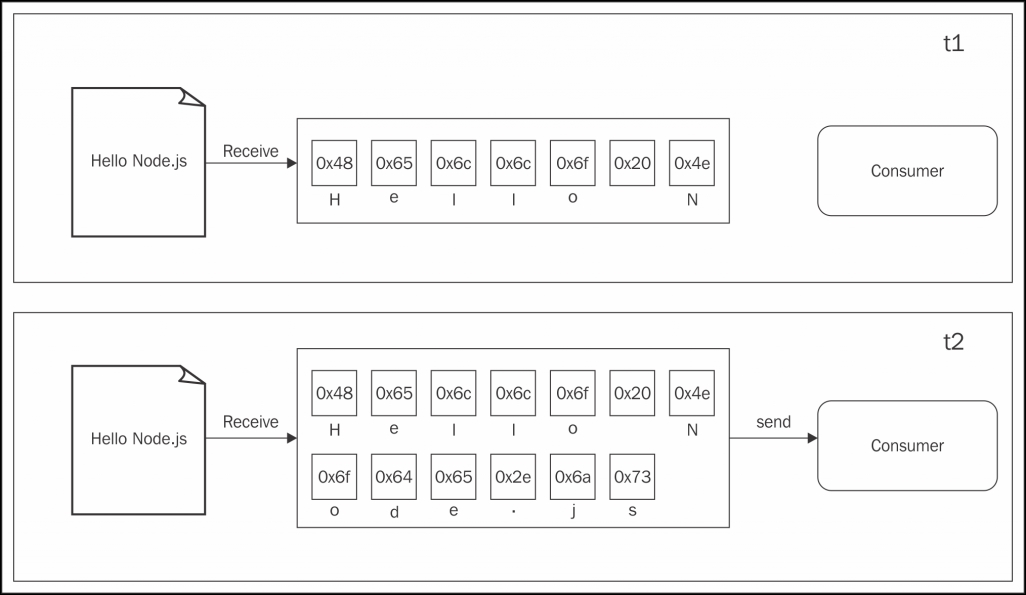 t1
Hello Node.js
Receive
0x48 0x65 0x6c 0x6c 0x6f 0x20 0x4e
H e l l o N
Consumer
t2
Hello Node.js
Receive
0x48 0x65 0x6c 0x6c 0x6f 0x20 0x4e
H e l l o N
0x6f 0x64 0x65 0x2e 0x6a 0x73
o d e . j s
send
Consumer